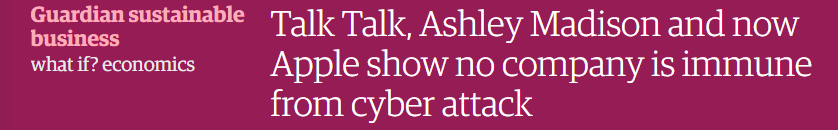 Guardian sustainable
business
what if? economics
Talk Talk, Ashley Madison and now
Apple show no company is immune
from cyber attack